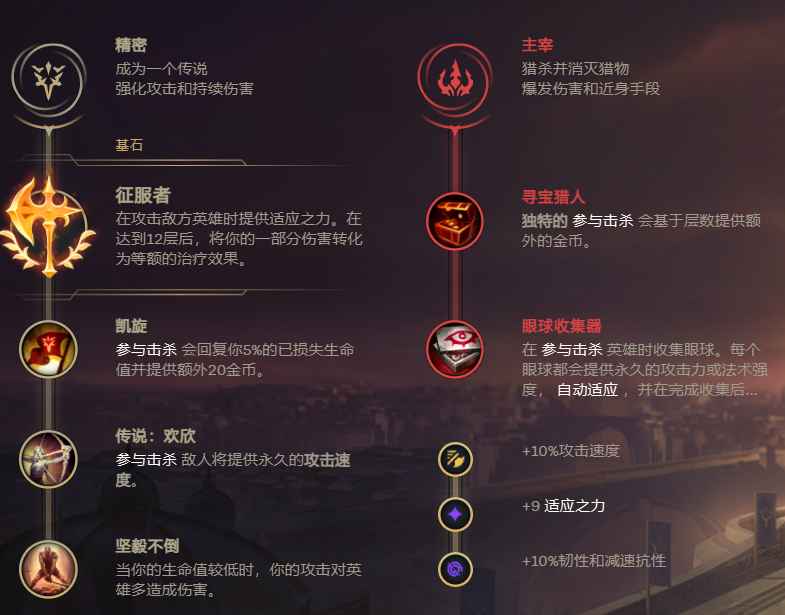 精密
成为一个传说
强化攻击和持续伤害
基石
征服者
在攻击敌方英雄时提供适应之力。在
达到12层后，将你的一部分伤害转化
为等额的治疗效果。
凯旋
参与击杀 会回复你5%的已损失生命
值并提供额外20金币。
传说：欢欣
参与击杀 敌人将提供永久的攻击速
度。
坚毅不倒
当你的生命值较低时，你的攻击对英
雄多造成伤害。
主宰
猎杀并消灭猎物
爆发伤害和近身手段
寻宝猎人
独特的 参与击杀 会基于层数提供额
外的金币。
眼球收集器
在 参与击杀 英雄时收集眼球。每个
眼球都会提供永久的攻击力或法术强
度， 自动适应 ，并在完成收集后...
+10%攻击速度
+9 适应之力
+10%韧性和减速抗性